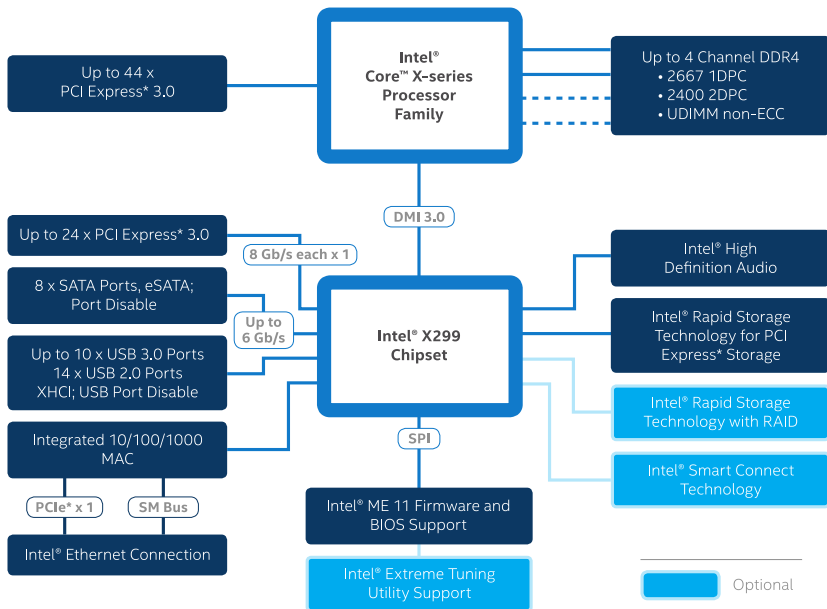 Intel®
Core™ X-series
Processor
Family
Up to 44 x
PCI Express* 3.0
Up to 4 Channel DDR4
• 2667 1DPC
• 2400 2DPC
• UDIMM non-ECC
DMI 3.0
Up to 24 x PCI Express* 3.0
8 Gb/s each x 1
8 x SATA Ports, eSATA;
Port Disable
Up to
6 Gb/s
Up to 10 x USB 3.0 Ports
14 x USB 2.0 Ports
XHCI; USB Port Disable
Integrated 10/100/1000
MAC
PCIe* x 1
SM Bus
Intel® Ethernet Connection
Intel® X299
Chipset
Intel® High
Definition Audio
Intel® Rapid Storage
Technology for PCI
Express* Storage
Intel® Rapid Storage
Technology with RAID
Intel® Smart Connect
Technology
SPI
Intel® ME 11 Firmware and
BIOS Support
Intel® Extreme Tuning
Utility Support
Optional